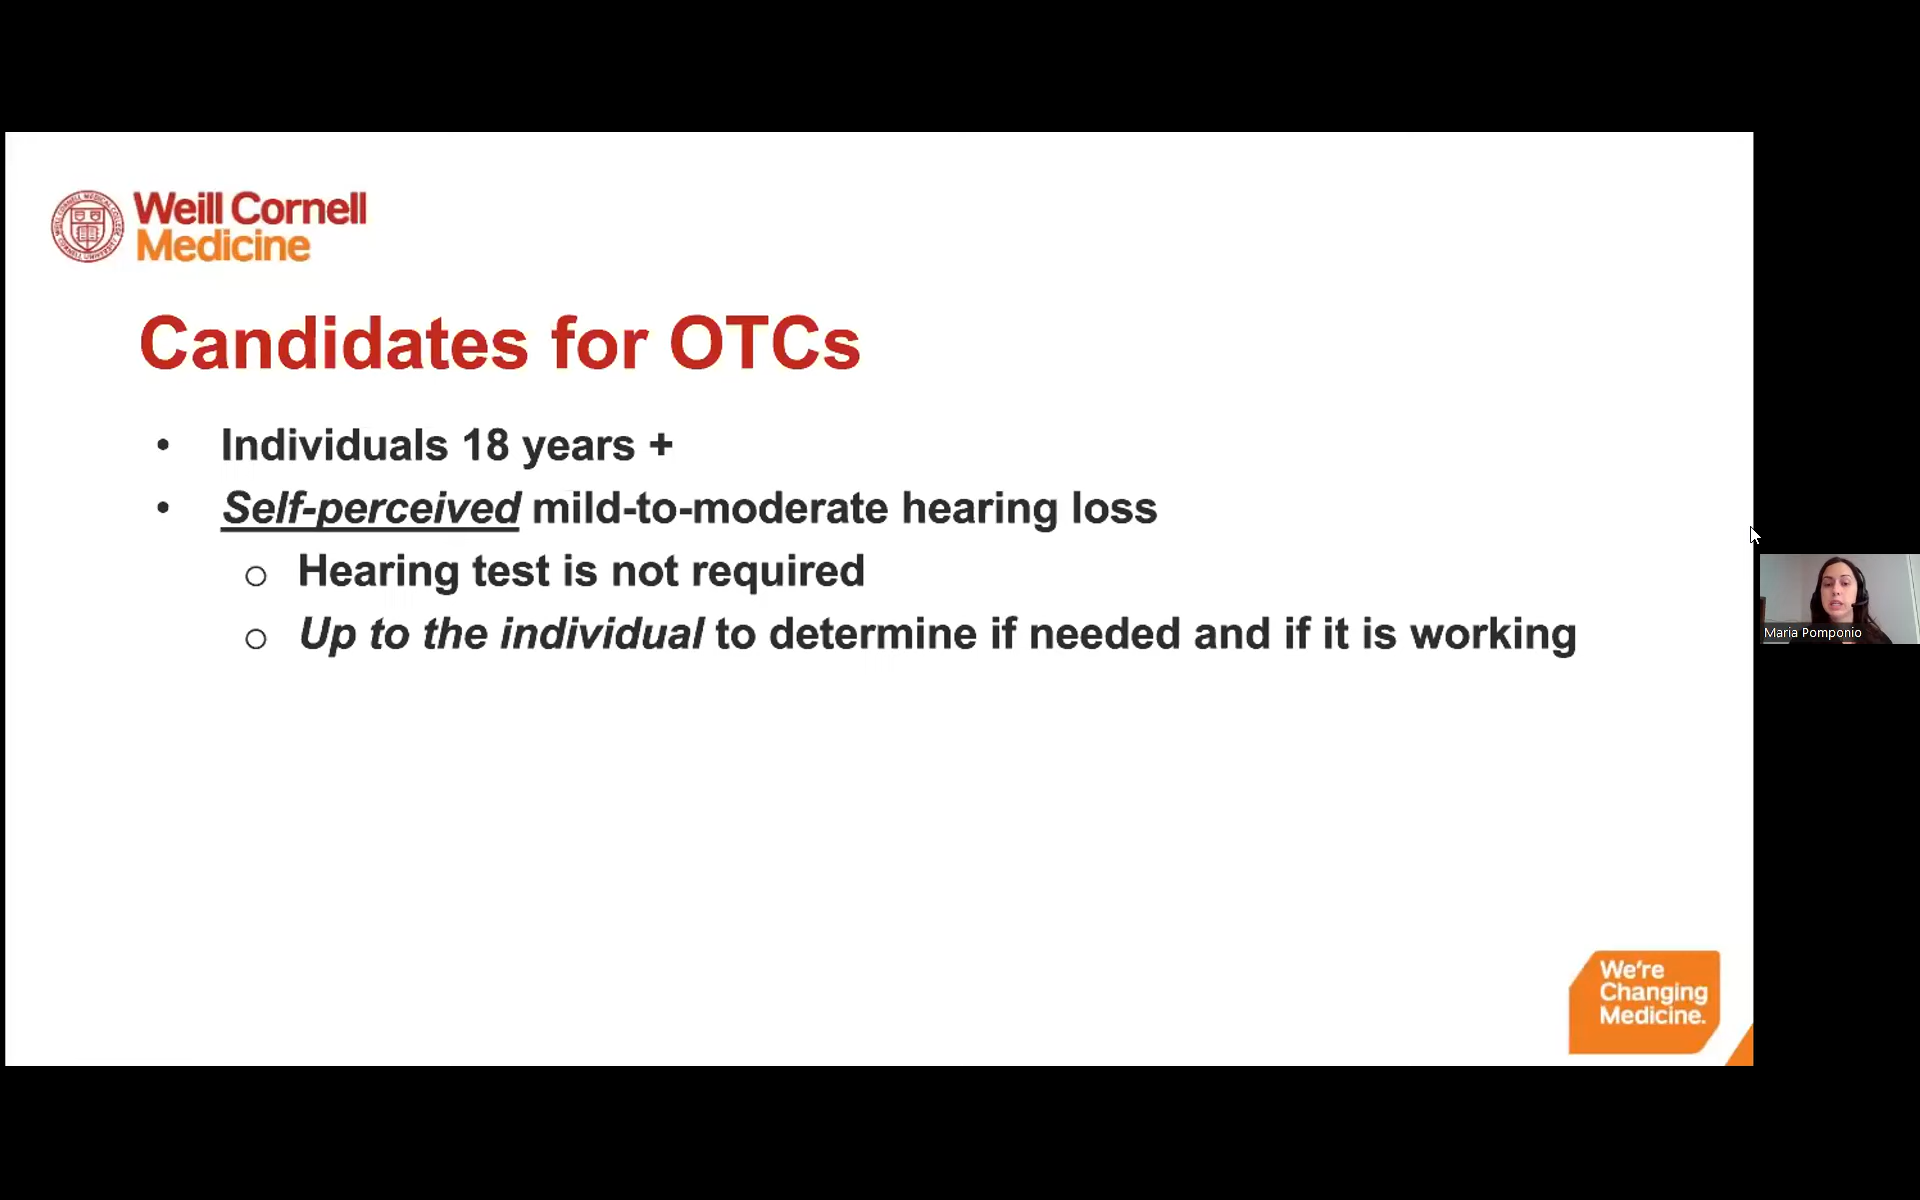 Weill Cornell
Medicine
Candidates for OTCs
• Individuals 18 years +
• Self-perceived mild-to-moderate hearing loss
o Hearing test is not required
o Up to the individual to determine if needed and if it is working
Maria Pomponio
We're
Changing
Medicine.